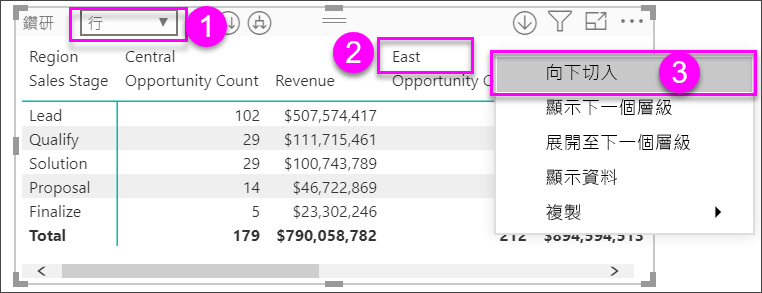 鑽研 行 1
2
3
Region Central East
Sales Stage Opportunity Count Revenue Opportunity C
Lead 102 $507,574,417
Qualify 29 $111,715,461
Solution 29 $100,743,789
Proposal 14 $46,722,869
Finalize 5 $23,302,246
Total 179 $790,058,782 212 $894,594,513
向下切入
顯示下一個層級
展開至下一個層級
顯示資料
複製